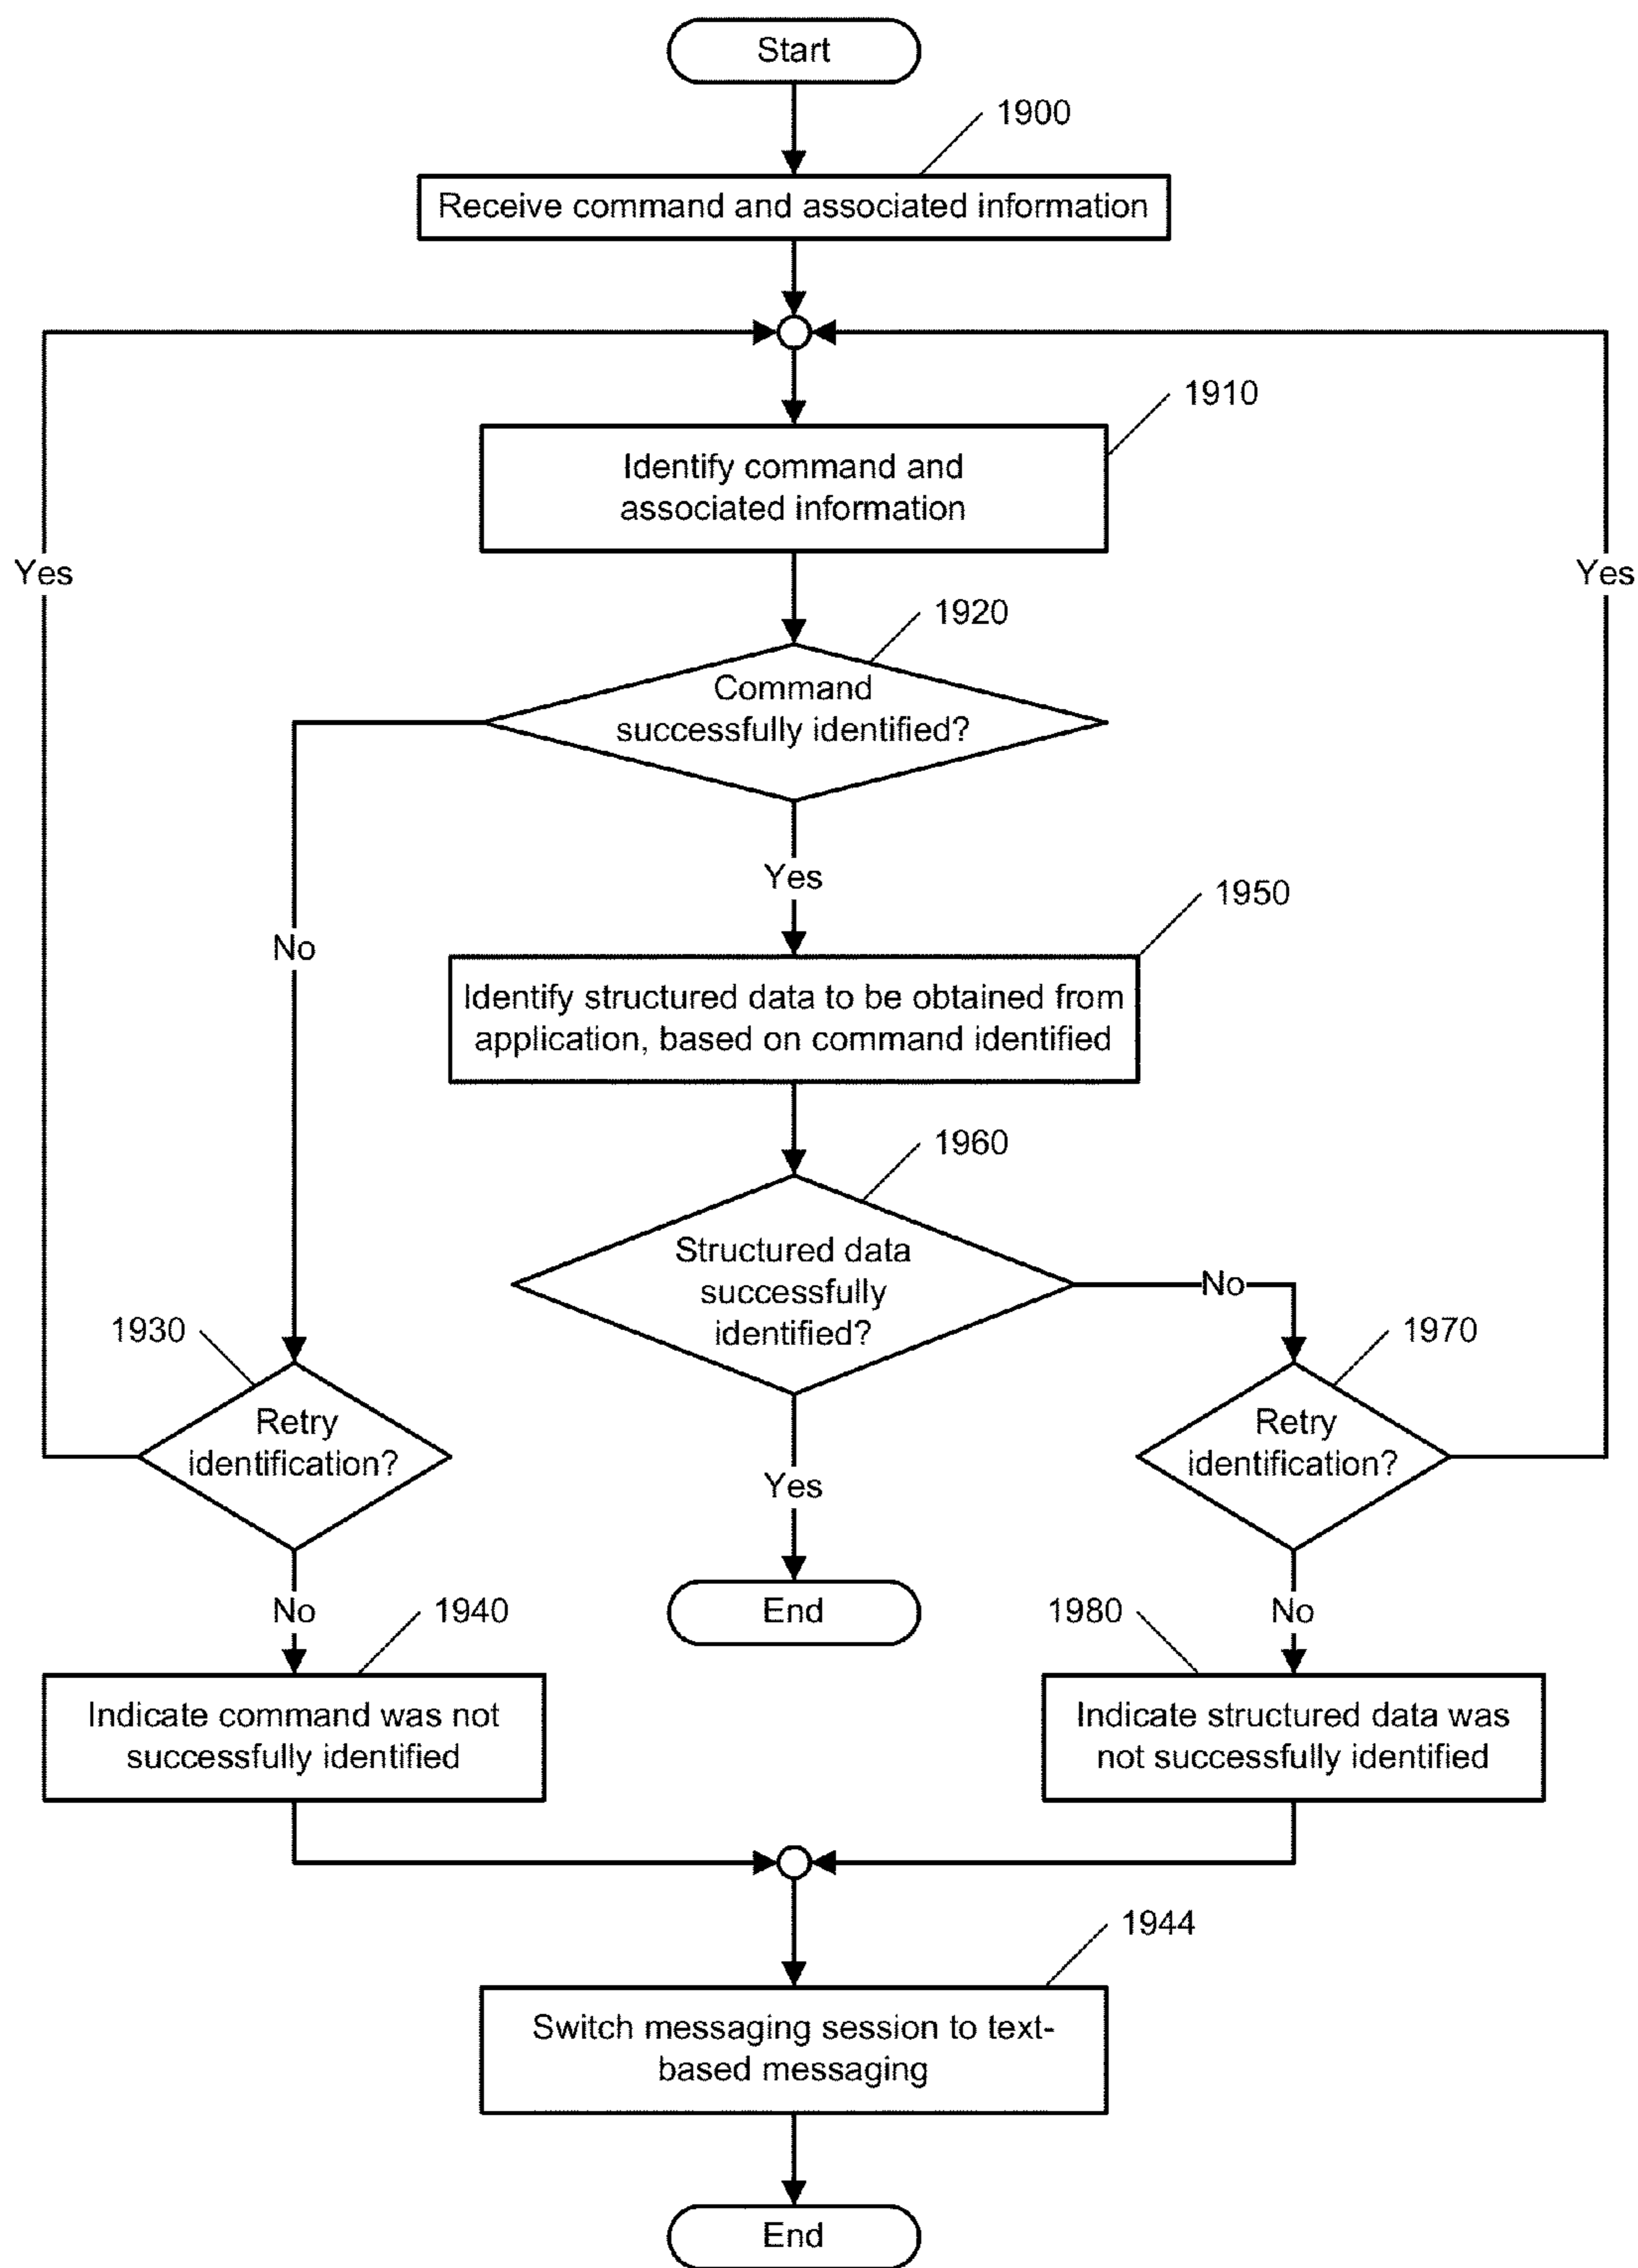 Start
1900
Receive command and associated information
1910
Identify command and
associated information
Yes
Yes
1920
Command
successfully identified?
Yes
1950
No
Identify structured data to be obtained from
application, based on command identified
1960
Structured data
successfully
identified?
No
1930
1970
Retry
identification?
Retry
identification?
Yes
No
1940
End
1980
No
Indicate command was not
successfully identified
Indicate structured data was
not successfully identified
1944
Switch messaging session to text-
based messaging
End